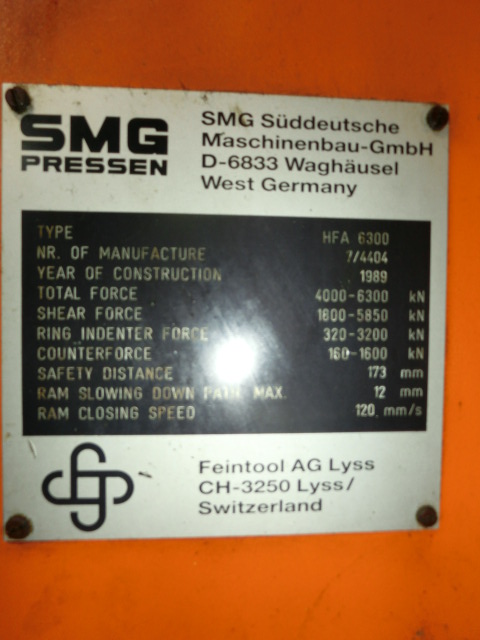 SMG
PRESSEN
SMG Süddeutsche
Maschinenbau-GmbH
D-6833 Waghäusel
West Germany
TYPE HFA 6300
NR. OF MANUFACTURE 7/4404
YEAR OF CONSTRUCTION 1989
TOTAL FORCE 4000-6300 kN
SHEAR FORCE 1800-5850 kN
RING INDENTER FORCE 320-3200 kN
COUNTERFORCE 160-1600 kN
SAFETY DISTANCE 173 mm
RAM SLOWING DOWN PATH MAX. 12 mm
RAM CLOSING SPEED 120 mm/s
Feintool AG Lyss
CH-3250 Lyss/
Switzerland